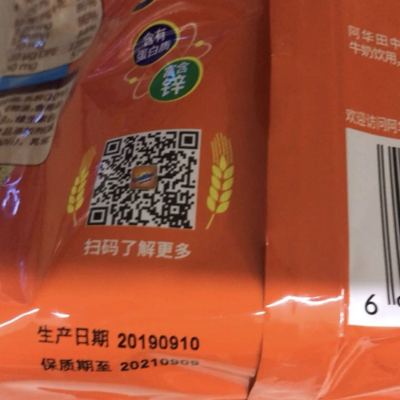 含有
蛋白质
富含
锌
阿华田中
牛奶饮用,
欢迎访问阿华
扫码了解更多
6
生产日期 20190910
保质期至 20210909